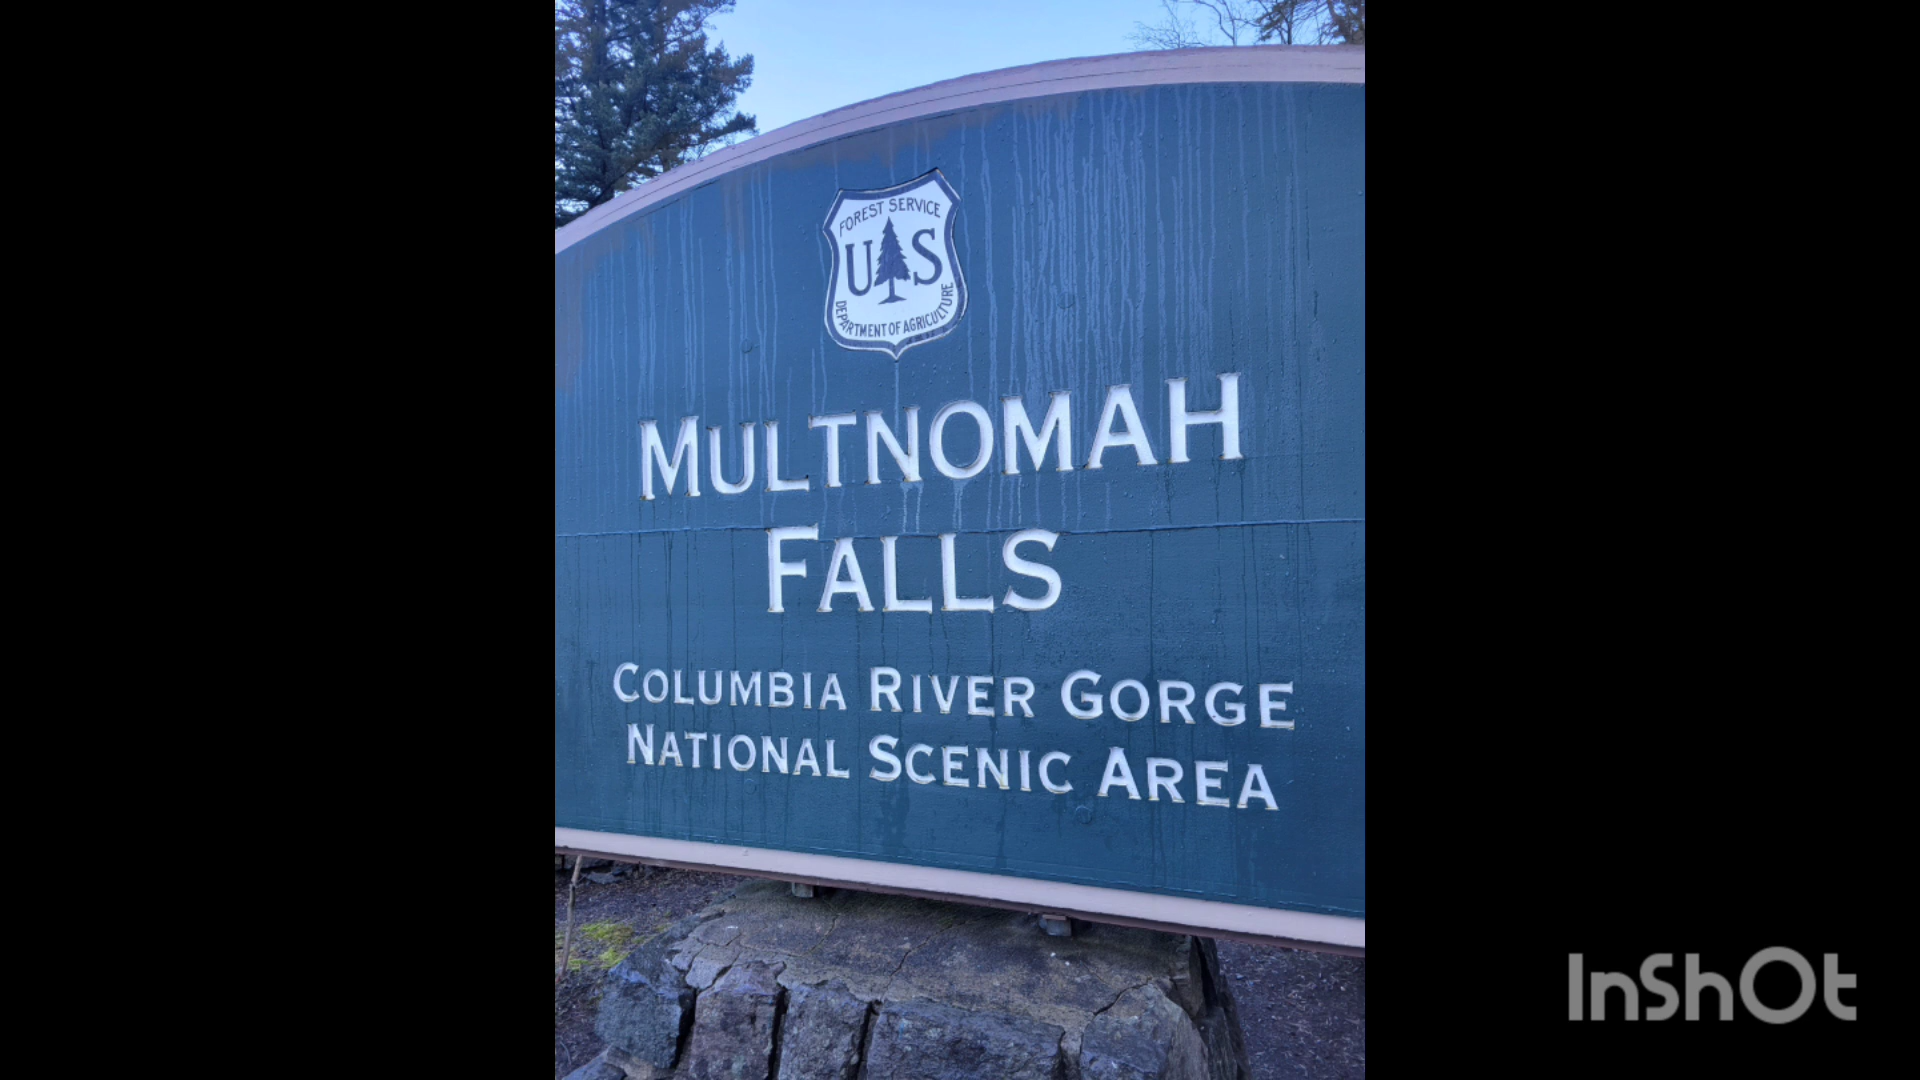 FOREST SERVICE
U S
DEPARTMENT OF AGRICULTURE
MULTNOMAH
FALLS
COLUMBIA RIVER GORGE
NATIONAL SCENIC AREA
InShOt